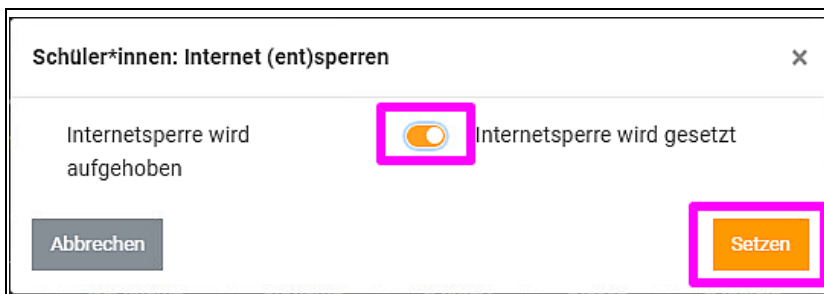 Schüler*innen: Internet (ent)sperren ×
Internetsperre wird
aufgehoben
Internetsperre wird gesetzt
Abbrechen
Setzen